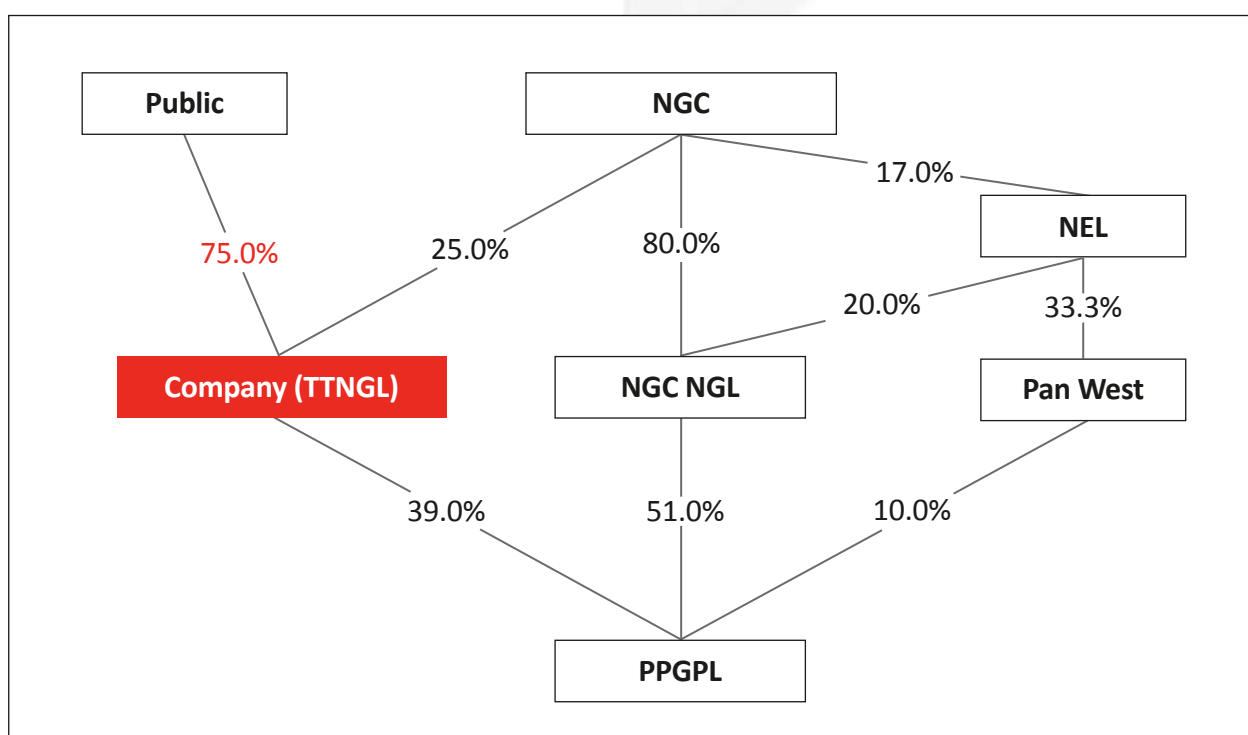 Public
NGC
17.0%
NEL
75.0%
25.0%
80.0%
20.0%
33.3%
Company (TTNGL)
NGC NGL
Pan West
39.0%
51.0%
10.0%
PPGPL